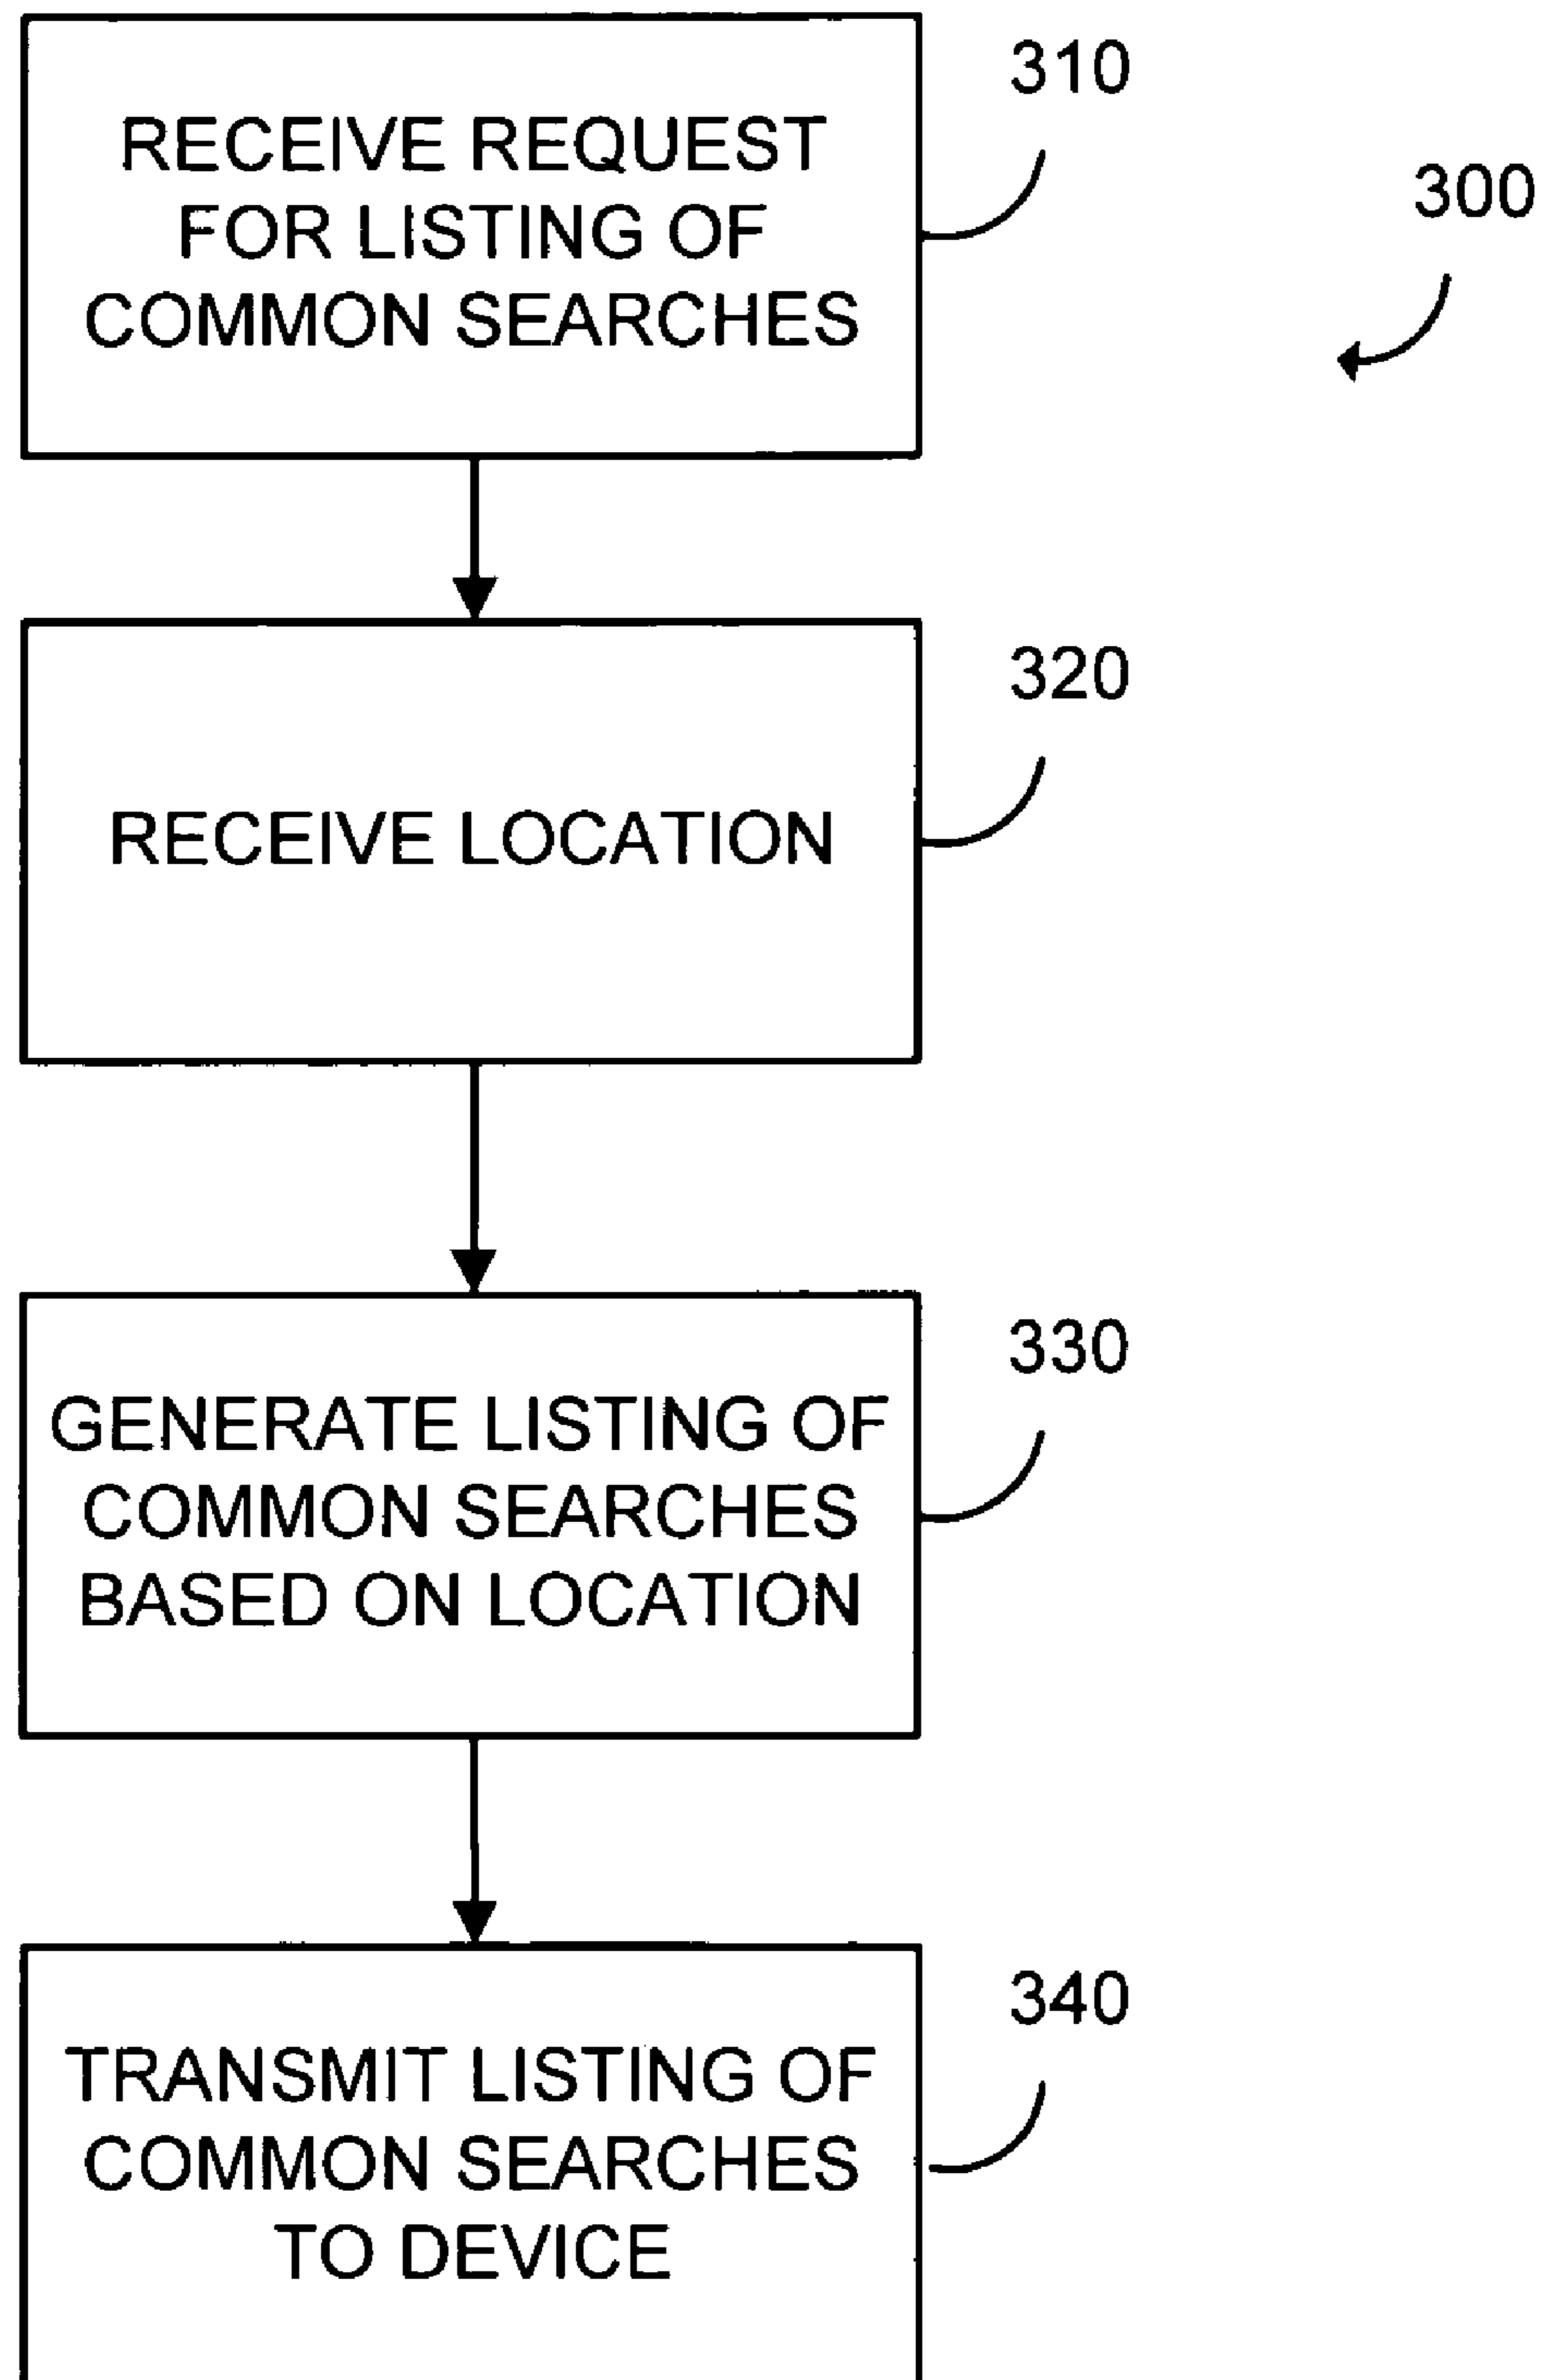 RECEIVE REQUEST
FOR LISTING OF
COMMON SEARCHES
310
300
RECEIVE LOCATION
320
GENERATE LISTING OF
COMMON SEARCHES
BASED ON LOCATION
330
TRANSMIT LISTING OF
COMMON SEARCHES
TO DEVICE
340